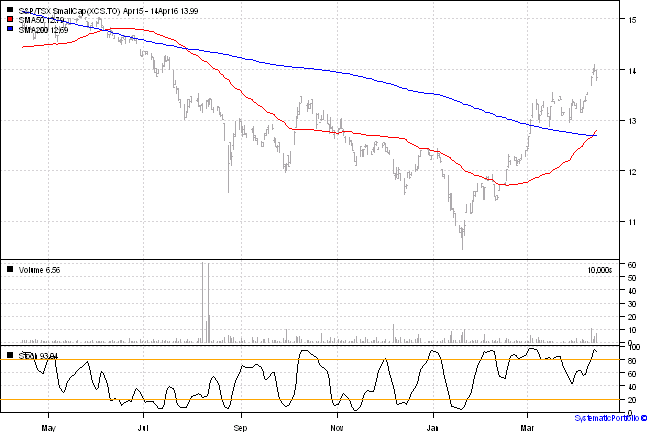 S&P/TSX SmallCap(XCS.TO) Apr15 - 14Apr16 13.99
SMA50 12.79
SMA200 12.69
15
14
13
12
11
Volume 6.56
10,000s
60
50
40
30
20
10
0
93.94
100
80
60
40
20
0
May
Jul
Sep
Nov
Jan
Mar
SystematicPortfolio ©